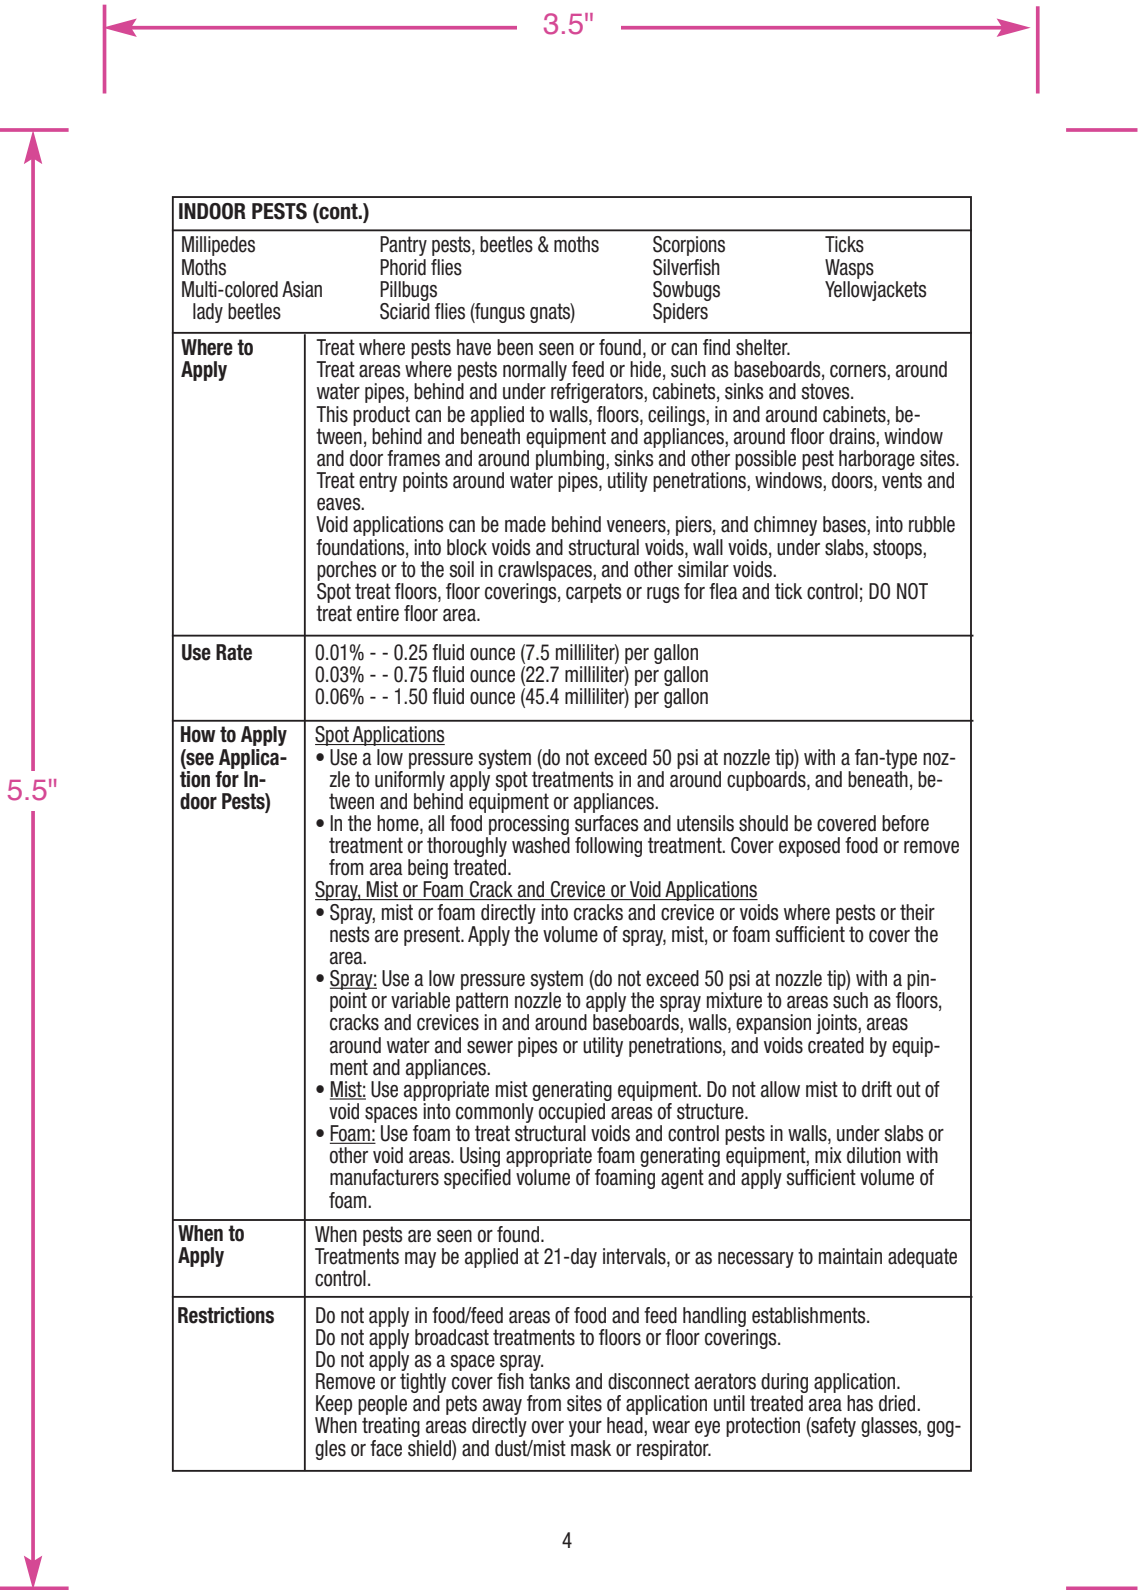 3.5"
5.5"
INDOOR PESTS (cont.)
Millipedes
Moths
Multi-colored Asian
lady beetles
Pantry pests, beetles & moths
Phorid flies
Pillbugs
Sciarid flies (fungus gnats)
Scorpions
Silverfish
Sowbugs
Spiders
Ticks
Wasps
Yellowjackets
Where to
Apply
Treat where pests have been seen or found, or can find shelter.
Treat areas where pests normally feed or hide, such as baseboards, corners, around
water pipes, behind and under refrigerators, cabinets, sinks and stoves.
This product can be applied to walls, floors, ceilings, in and around cabinets, be-
tween, behind and beneath equipment and appliances, around floor drains, window
and door frames and around plumbing, sinks and other possible pest harborage sites.
Treat entry points around water pipes, utility penetrations, windows, doors, vents and
eaves.
Void applications can be made behind veneers, piers, and chimney bases, into rubble
foundations, into block voids and structural voids, wall voids, under slabs, stoops,
porches or to the soil in crawlspaces, and other similar voids.
Spot treat floors, floor coverings, carpets or rugs for flea and tick control; DO NOT
treat entire floor area.
Use Rate
0.01% - - 0.25 fluid ounce (7.5 milliliter) per gallon
0.03% - - 0.75 fluid ounce (22.7 milliliter) per gallon
0.06% - - 1.50 fluid ounce (45.4 milliliter) per gallon
How to Apply
(see Applica-
tion for In-
door Pests)
Spot Applications
• Use a low pressure system (do not exceed 50 psi at nozzle tip) with a fan-type noz-
zle to uniformly apply spot treatments in and around cupboards, and beneath, be-
tween and behind equipment or appliances.
• In the home, all food processing surfaces and utensils should be covered before
treatment or thoroughly washed following treatment. Cover exposed food or remove
from area being treated.
Spray, Mist or Foam Crack and Crevice or Void Applications
• Spray, mist or foam directly into cracks and crevice or voids where pests or their
nests are present. Apply the volume of spray, mist, or foam sufficient to cover the
area.
• Spray: Use a low pressure system (do not exceed 50 psi at nozzle tip) with a pin-
point or variable pattern nozzle to apply the spray mixture to areas such as floors,
cracks and crevices in and around baseboards, walls, expansion joints, areas
around water and sewer pipes or utility penetrations, and voids created by equip-
ment and appliances.
• Mist: Use appropriate mist generating equipment. Do not allow mist to drift out of
void spaces into commonly occupied areas of structure.
• Foam: Use foam to treat structural voids and control pests in walls, under slabs or
other void areas. Using appropriate foam generating equipment, mix dilution with
manufacturers specified volume of foaming agent and apply sufficient volume of
foam.
When to
Apply
When pests are seen or found.
Treatments may be applied at 21-day intervals, or as necessary to maintain adequate
control.
Restrictions
Do not apply in food/feed areas of food and feed handling establishments.
Do not apply broadcast treatments to floors or floor coverings.
Do not apply as a space spray.
Remove or tightly cover fish tanks and disconnect aerators during application.
Keep people and pets away from sites of application until treated area has dried.
When treating areas directly over your head, wear eye protection (safety glasses, gog-
gles or face shield) and dust/mist mask or respirator.
4